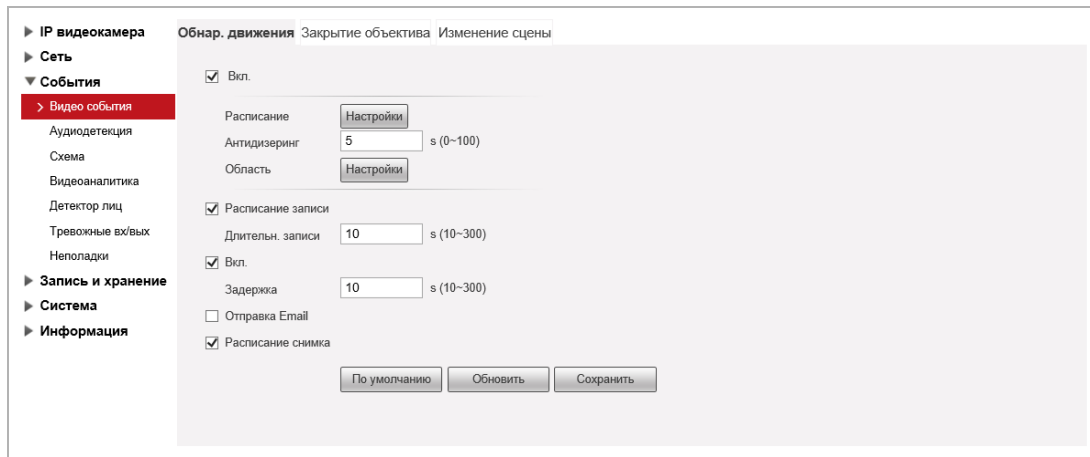 IP видеокамера
Сеть
События
Видео события
Аудиодетекция
Схема
Видеоаналитика
Детектор лиц
Тревожные вх/вых
Неполадки
Запись и хранение
Система
Информация
Обнар. движения Закрытие объектива Изменение сцены
Вкл.
Расписание Настройки
Антидизеринг 5 s (0~100)
Область Настройки
Расписание записи
Длительн. записи 10 s (10~300)
Вкл.
Задержка 10 s (10~300)
Отправка Email
Расписание снимка
По умолчанию Обновить Сохранить